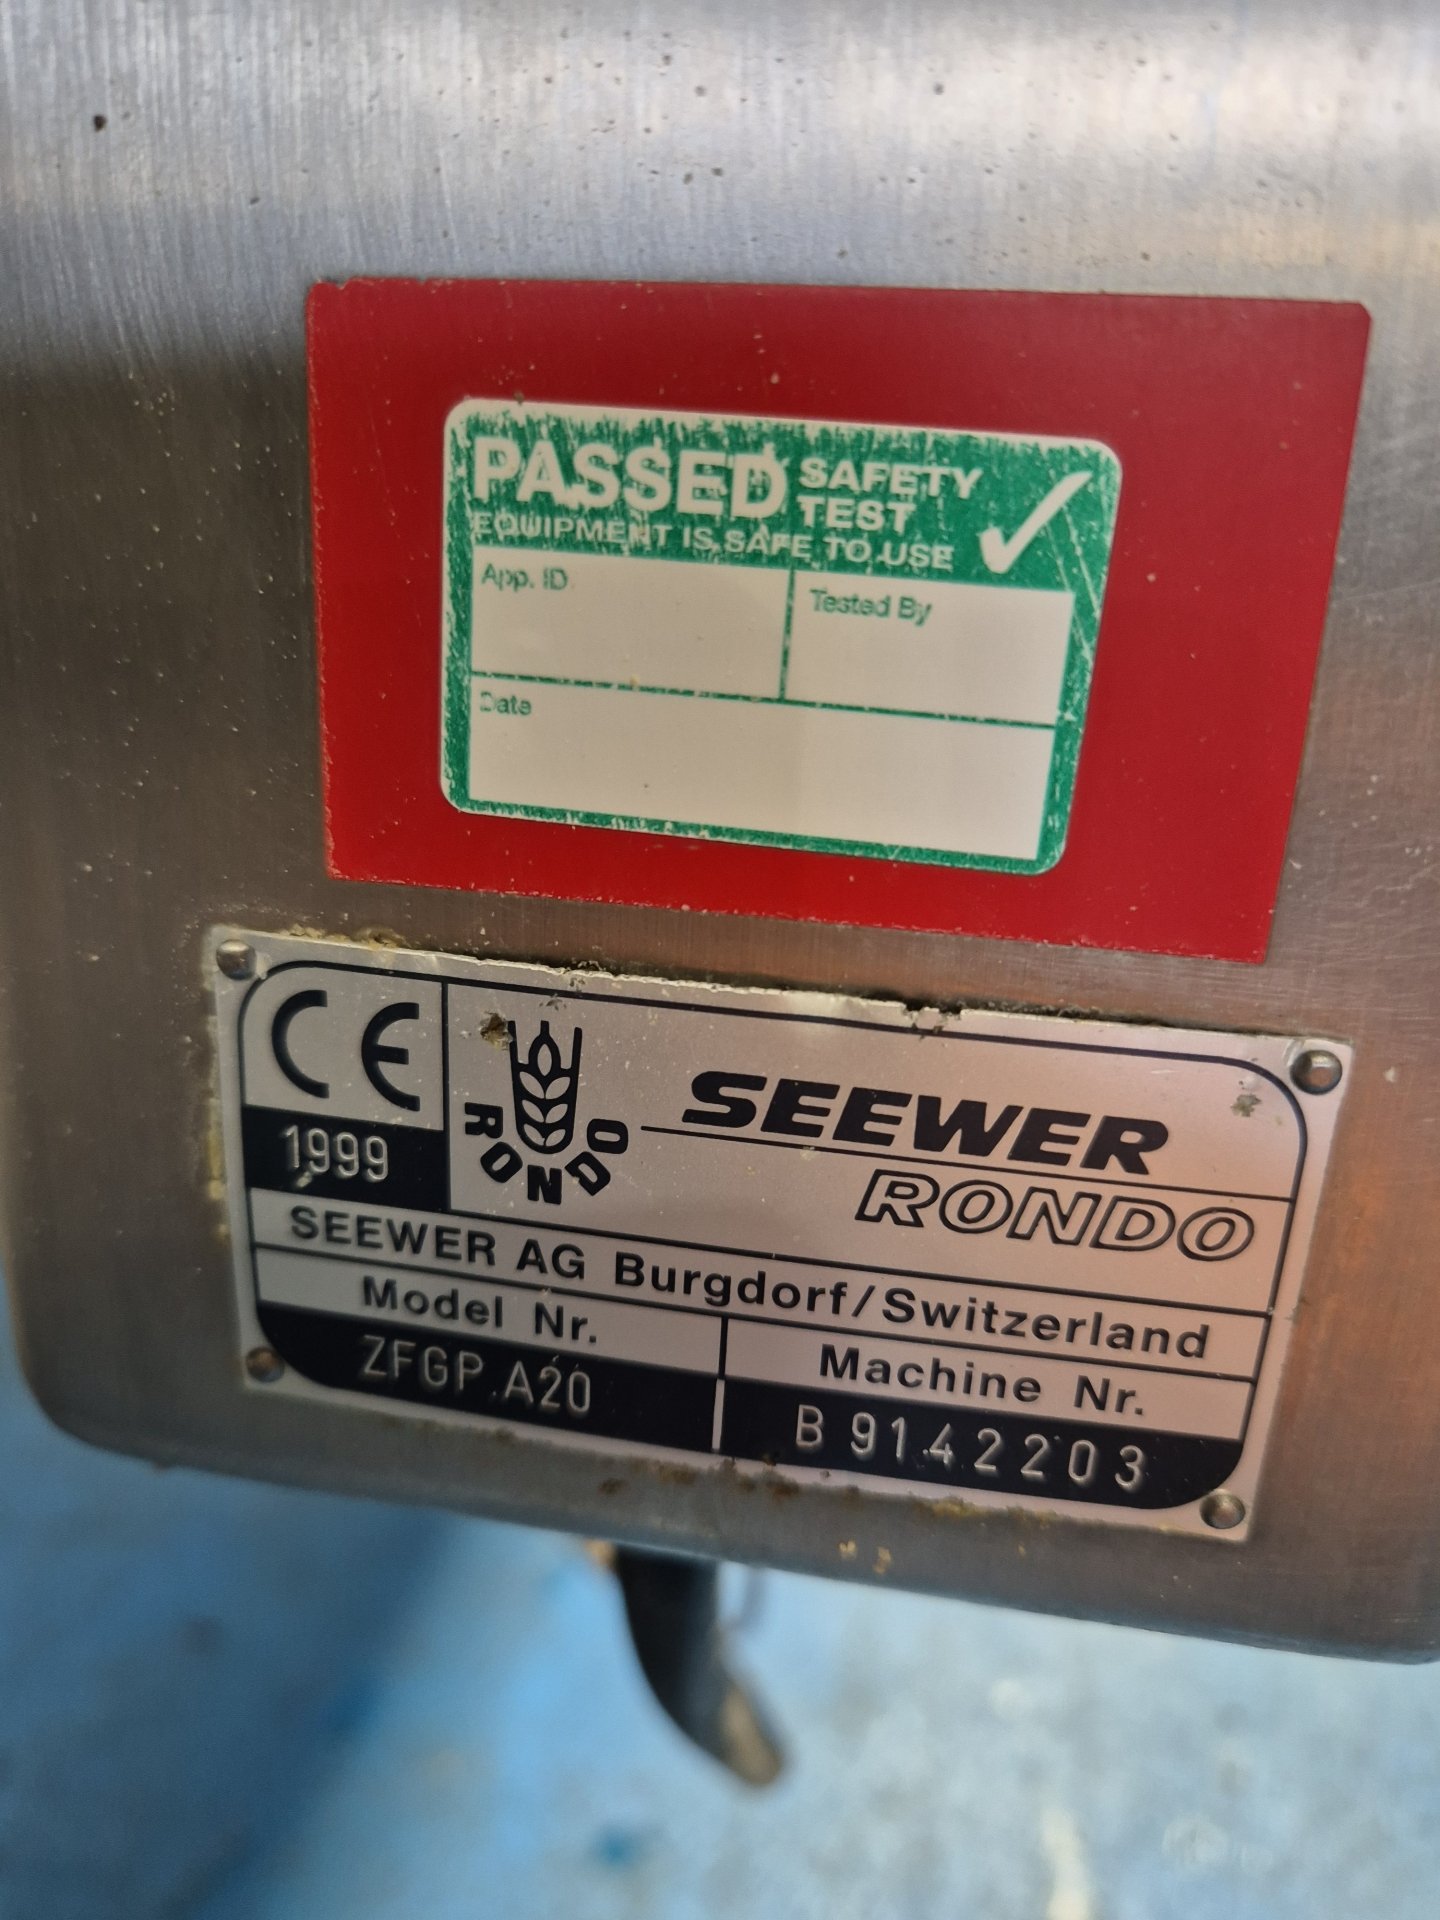 PASSED SAFETY TEST
EQUIPMENT IS SAFE TO USE
App. ID
Tested By
Date
CE
1999
RONDO
SEEWER
RONDO
SEEWER AG Burgdorf/Switzerland
Model Nr.
ZFGP.A20
Machine Nr.
B 9142203